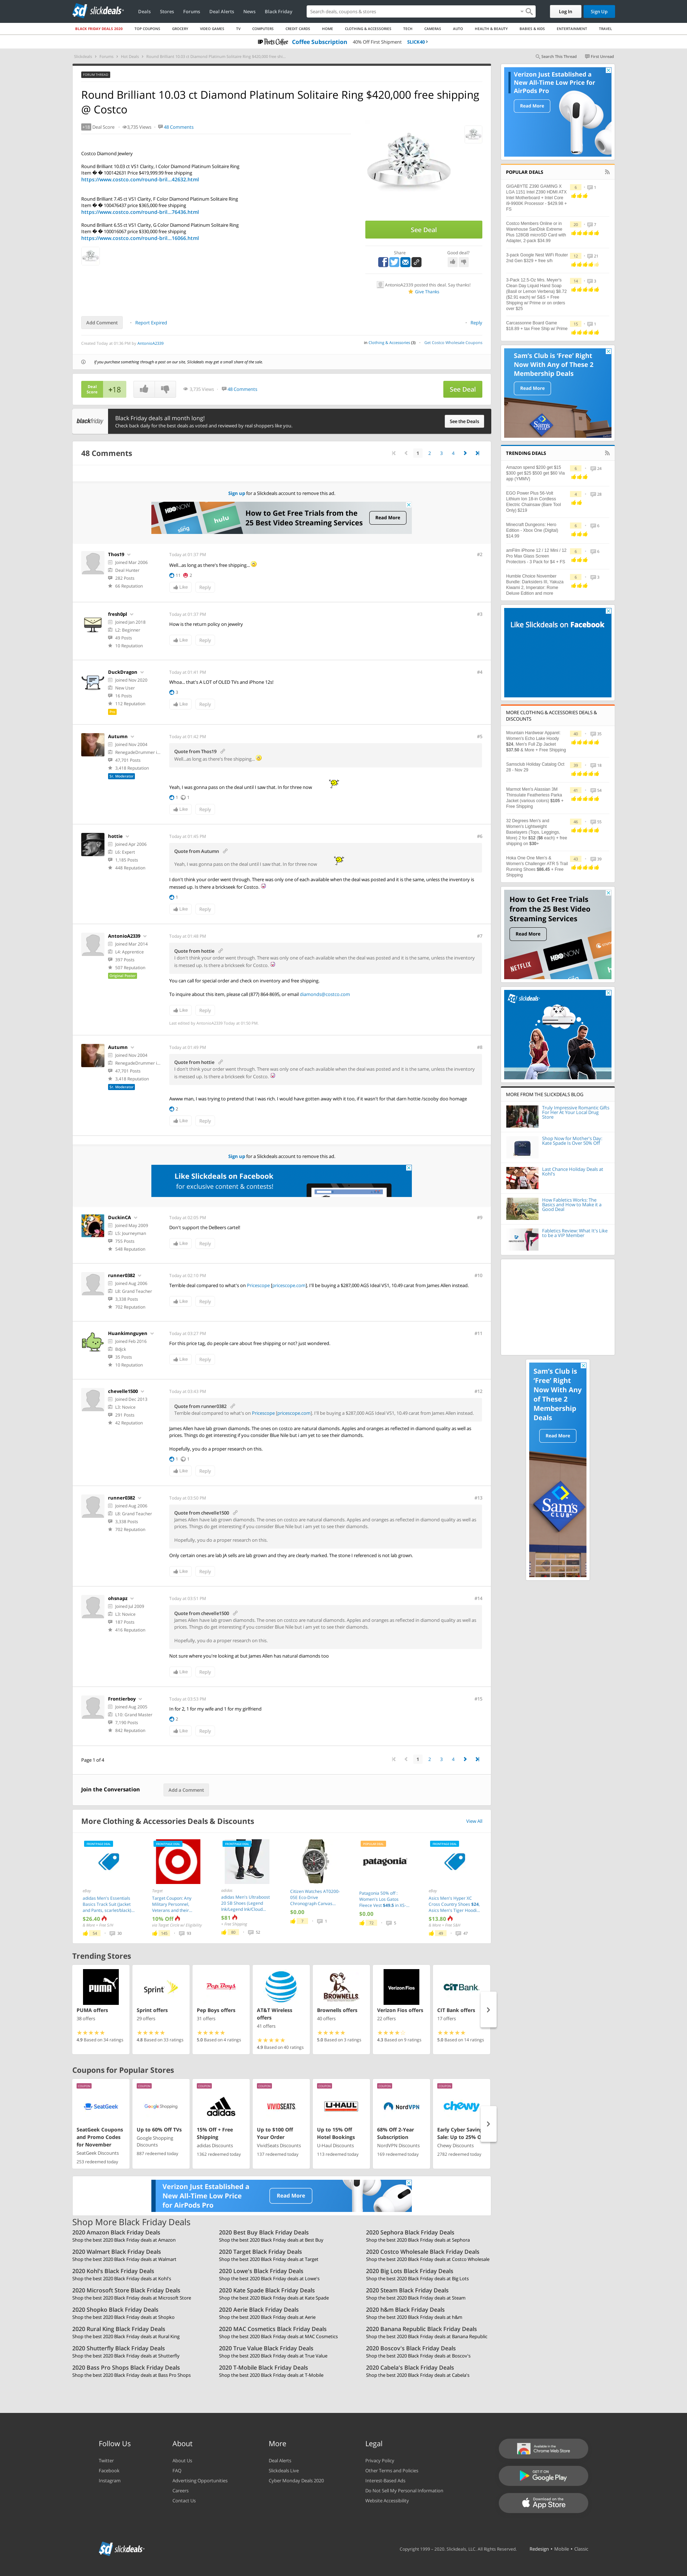 slickdeals
Deals Stores Forums Deal Alerts News Black Friday
Search deals, coupons & stores
Log In
Sign Up
BLACK FRIDAY DEALS 2020 TOP COUPONS GROCERY VIDEO GAMES TV COMPUTERS CREDIT CARDS HOME CLOTHING & ACCESSORIES TECH CAMERAS AUTO HEALTH & BEAUTY BABIES & KIDS ENTERTAINMENT TRAVEL
Peet's Coffee Coffee Subscription 40% Off First Shipment SLICK40
Search This Thread First Unread
Round Brilliant 10.03 ct Diamond Platinum Solitaire Ring $420,000 free shipping
@ Costco
+18 Deal Score 3,735 Views 48 Comments
Costco Diamond Jewlery
Round Brilliant 10.03 ct VS1 Clarity, I Color Diamond Platinum Solitaire Ring
Item � � 100142631 Price $419,999.99 free shipping
https://www.costco.com/round-bril...42632.html
Round Brilliant 7.45 ct VS1 Clarity, F Color Diamond Platinum Solitaire Ring
Item � � 100476437 price $365,000 free shipping
https://www.costco.com/round-bril...76436.html
Round Brilliant 6.55 ct VS1 Clarity, G Color Diamond Platinum Solitaire Ring
Item � � 100016067 price $330,000 free shipping
https://www.costco.com/round-bril...16066.html
See Deal
Share
Good deal?
AntonioA2339 posted this deal. Say thanks!
Give Thanks
Add Comment Report Expired Reply
Created Today at 01:38 PM by AntonioA2339
in Clothing & Accessories (3) Get Costco Wholesale Coupons
If you purchase something through a post on our site, Slickdeals may get a small share of the sale.
Deal Score +18 3,735 Views 48 Comments See Deal
blackfriday
Black Friday deals all month long!
Check back daily for the best deals as voted and reviewed by real shoppers like you.
See the Deals
48 Comments
1 2 3 4
Sign up for a Slickdeals account to remove this ad.
How to Get Free Trials from the
25 Best Video Streaming Services
Read More
Thos19
Joined Mar 2006
Deal Hunter
282 Posts
66 Reputation
Today at 01:37 PM
#2
Well...as long as there's free shipping...
11 2
Like Reply
fresh0pl
Joined Jan 2018
L2: Beginner
49 Posts
10 Reputation
Today at 01:37 PM
#3
How is the return policy on jewelry
Like Reply
DuckDragon
Joined Nov 2020
New User
16 Posts
112 Reputation
Pro
Today at 01:41 PM
#4
Whoa... that's A LOT of OLED TVs and iPhone 12s!
3
Like Reply
Autumn
Joined Nov 2004
RenegadeDrummer i...
47,701 Posts
3,418 Reputation
Sr. Moderator
Today at 01:42 PM
#5
Quote from Thos19
Well...as long as there's free shipping...
Yeah, I was gonna pass on the deal until I saw that. In for three now
1 1
Like Reply
hottie
Joined Apr 2006
L6: Expert
1,185 Posts
448 Reputation
Today at 01:45 PM
#6
Quote from Autumn
Yeah, I was gonna pass on the deal until I saw that. In for three now
I don't think your order went through. There was only one of each available when the deal was posted and it is the same, unless the inventory is
messed up. Is there a brickseek for Costco.
1
Like Reply
AntonioA2339
Joined Mar 2014
L4: Apprentice
397 Posts
507 Reputation
Original Poster
Today at 01:48 PM
#7
Quote from hottie
I don't think your order went through. There was only one of each available when the deal was posted and it is the same, unless the inventory
is messed up. Is there a brickseek for Costco.
You can call for special order and check on inventory and free shipping.
To inquire about this item, please call (877) 864-8695, or email diamonds@costco.com
Like Reply
Last edited by AntonioA2339 Today at 01:50 PM.
Autumn
Joined Nov 2004
RenegadeDrummer i...
47,701 Posts
3,418 Reputation
Sr. Moderator
Today at 01:49 PM
#8
Quote from hottie
I don't think your order went through. There was only one of each available when the deal was posted and it is the same, unless the inventory
is messed up. Is there a brickseek for Costco.
Awww man, I was trying to pretend that I was rich. I would have gotten away with it too, if it wasn't for that darn hottie /scooby doo homage
2
Like Reply
Sign up for a Slickdeals account to remove this ad.
Like Slickdeals on Facebook
for exclusive content & contests!
DuckinCA
Joined May 2009
L5: Journeyman
755 Posts
548 Reputation
Today at 02:00 PM
#9
Don't support the DeBeers cartel!
Like Reply
runner0382
Joined Aug 2006
L8: Grand Teacher
3,338 Posts
702 Reputation
Today at 02:19 PM
#10
Terrible deal compared to what's on Pricescope [pricescope.com]. I'll be buying a $287,000 AGS Ideal VS1, 10.49 carat from James Allen instead.
Like Reply
Huankimnguyen
Joined Feb 2016
Bdjck
35 Posts
10 Reputation
Today at 03:27 PM
#11
For this price tag, do people care about free shipping or not? Just wondered.
Like Reply
chevelle1500
Joined Dec 2013
L3: Novice
291 Posts
42 Reputation
Today at 03:43 PM
#12
Quote from runner0382
Terrible deal compared to what's on Pricescope [pricescope.com]. I'll be buying a $287,000 AGS Ideal VS1, 10.49 carat from James Allen instead.
James Allen have lab grown diamonds. The ones on costco are natural diamonds. Apples and oranges as reflected in diamond quality as well as
prices. Things do get interesting if you consider Blue Nile but i am yet to see their diamonds.
Hopefully, you do a proper research on this.
1 1
Like Reply
runner0382
Joined Aug 2006
L8: Grand Teacher
3,338 Posts
702 Reputation
#13
Quote from chevelle1500
James Allen have lab grown diamonds. The ones on costco are natural diamonds. Apples and oranges as reflected in diamond quality as well as
prices. Things do get interesting if you consider Blue Nile but i am yet to see their diamonds.
Hopefully, you do a proper research on this.
Only certain ones are lab JA sells are lab grown and they are clearly marked. The stone I referenced is not lab grown.
Like Reply
ohsnapz
Joined Jul 2009
L3: Novice
187 Posts
416 Reputation
Today at 03:51 PM
#14
Quote from chevelle1500
James Allen have lab grown diamonds. The ones on costco are natural diamonds. Apples and oranges as reflected in diamond quality as well as
prices. Things do get interesting if you consider Blue Nile but i am yet to see their diamonds.
Hopefully, you do a proper research on this.
Not sure where you're looking at but James Allen has natural diamonds too
Like Reply
Frontierboy
Joined Aug 2005
L10: Grand Master
7,190 Posts
842 Reputation
Today at 03:53 PM
#15
In for 2, 1 for my wife and 1 for my girlfriend
2
Like Reply
Page 1 of 4
1 2 3 4
Join the Conversation
Add a Comment
More Clothing & Accessories Deals & Discounts
View All
eBay
adidas Men's Essentials Basics Track Suit (Jacket and Pants, scarlet/black)...
$26.40
Target
Target Coupon: Any Military Personnel, Veterans and their...
10% Off
adidas
adidas Men's Ultraboost 20 SB Shoes (Legend Ink/Legend Ink/Cloud...
$81
Citizen Watches AT0200-05E Eco-Drive Chronograph Canvas...
$0.00
patagonia
Patagonia 50% off : Women's Los Gatos Fleece Vest $49.5 in XS-...
$0.00
eBay
Asics Men's Hyper XC Cross Country Shoes $24, Asics Men's Tiger Hood...
$13.80
Trending Stores
PUMA offers
38 offers
4.9 Based on 34 ratings
Sprint offers
29 offers
4.8 Based on 33 ratings
Pep Boys offers
31 offers
5.0 Based on 4 ratings
AT&T Wireless offers
41 offers
4.9 Based on 40 ratings
Brownells offers
40 offers
5.0 Based on 3 ratings
Verizon Fios offers
22 offers
4.3 Based on 9 ratings
CIT Bank offers
17 offers
5.0 Based on 14 ratings
Coupons for Popular Stores
SeatGeek Coupons and Promo Codes for November
SeatGeek Discounts
253 redeemed today
Up to 60% Off TVs
Google Shopping Discounts
887 redeemed today
15% Off + Free Shipping
adidas Discounts
1362 redeemed today
Up to $100 Off Your Order
VividSeats Discounts
137 redeemed today
Up to 15% Off Hotel Bookings
U-Haul Discounts
113 redeemed today
68% Off 2-Year Subscription
NordVPN Discounts
169 redeemed today
Early Cyber Saving Sale: Up to 25% O
Chewy Discounts
2782 redeemed today
Verizon Just Established a
New All-Time Low Price
for AirPods Pro
Read More
Shop More Black Friday Deals
2020 Amazon Black Friday Deals
Shop the best 2020 Black Friday deals at Amazon
2020 Best Buy Black Friday Deals
Shop the best 2020 Black Friday deals at Best Buy
2020 Sephora Black Friday Deals
Shop the best 2020 Black Friday deals at Sephora
2020 Walmart Black Friday Deals
Shop the best 2020 Black Friday deals at Walmart
2020 Target Black Friday Deals
Shop the best 2020 Black Friday deals at Target
2020 Costco Wholesale Black Friday Deals
Shop the best 2020 Black Friday deals at Costco Wholesale
2020 Kohl's Black Friday Deals
Shop the best 2020 Black Friday deals at Kohl's
2020 Lowe's Black Friday Deals
Shop the best 2020 Black Friday deals at Lowe's
2020 Big Lots Black Friday Deals
Shop the best 2020 Black Friday deals at Big Lots
2020 Microsoft Store Black Friday Deals
Shop the best 2020 Black Friday deals at Microsoft Store
2020 Kate Spade Black Friday Deals
Shop the best 2020 Black Friday deals at Kate Spade
2020 Steam Black Friday Deals
Shop the best 2020 Black Friday deals at Steam
2020 Shopko Black Friday Deals
Shop the best 2020 Black Friday deals at Shopko
2020 Aerie Black Friday Deals
Shop the best 2020 Black Friday deals at Aerie
2020 h&m Black Friday Deals
Shop the best 2020 Black Friday deals at h&m
2020 Rural King Black Friday Deals
Shop the best 2020 Black Friday deals at Rural King
2020 MAC Cosmetics Black Friday Deals
Shop the best 2020 Black Friday deals at MAC Cosmetics
2020 Banana Republic Black Friday Deals
Shop the best 2020 Black Friday deals at Banana Republic
2020 Shutterfly Black Friday Deals
Shop the best 2020 Black Friday deals at Shutterfly
2020 True Value Black Friday Deals
Shop the best 2020 Black Friday deals at True Value
2020 Boscov's Black Friday Deals
Shop the best 2020 Black Friday deals at Boscov's
2020 Bass Pro Shops Black Friday Deals
Shop the best 2020 Black Friday deals at Bass Pro Shops
2020 T-Mobile Black Friday Deals
Shop the best 2020 Black Friday deals at T-Mobile
2020 Cabela's Black Friday Deals
Shop the best 2020 Black Friday deals at Cabela's
Verizon Just Established a
New All-Time Low Price for
AirPods Pro
Read More
POPULAR DEALS
GIGABYTE Z390 GAMING X LGA 1151 Intel Z390 HDMI ATX Intel Motherboard + Intel Core i9-9900K Processor - $429.98 + FS
Costco Members Online or in Warehouse SanDisk Extreme Plus 128GB microSD Card with Adapter, 2-pack $34.99
3-pack Google Nest WiFi Router 2nd Gen $329 + free s/h
3-Pack 12.5-Oz Mrs. Meyer's Clean Day Liquid Hand Soap (Basil or Lemon Verbena) $8.72 ($2.91 each) w/ S&S + Free Shipping w/ Prime or on orders over $25
Carcassonne Board Game $18.69 + tax Free Ship w/ Prime
Sam's Club is 'Free' Right
Now With Any of These 2
Membership Deals
Read More
TRENDING DEALS
Amazon spend $200 get $15 $300 get $25 $500 get $60 Via app (YMMV)
EGO Power Plus 56-Volt Lithium Ion 16-in Cordless Electric Chainsaw (Bare Tool Only) $219
Minecraft Dungeons: Hero Edition - Xbox One (Digital) $14.99
amFilm iPhone 12 / 12 Mini / 12 Pro Max Glass Screen Protectors - 3 Pack for $4 + FS
Humble Choice November Bundle: Darksiders III, Yakuza Kiwami 2, Imperator: Rome Deluxe Edition and more
Like Slickdeals on Facebook
MORE CLOTHING & ACCESSORIES DEALS &
DISCOUNTS
Mountain Hardwear Apparel: Women's Echo Lake Hoody $24, Men's Full Zip Jacket $37.50 & More + Free Shipping
Samsclub Holiday Catalog Oct 26 - Nov 29
Marmot Men's Alassian 3M Thinsulate Featherless Parka Jacket (various colors) $105 + Free Shipping
32 Degrees Men's and Women's Lightweight Baselayers (Tops, Leggings, More) 2 for $12 ($6 each) + free shipping on $30+
Hoka One One Men's & Women's Challenger ATR 5 Trail Running Shoes $66.45 + Free Shipping
How to Get Free Trials
from the 25 Best Video
Streaming Services
Read More
slickdeals
MORE FROM THE SLICKDEALS BLOG
Truly Impressive Romantic Gifts For Her At Your Local Drug Store
Shop Now for Mother's Day: Kate Spade Is Over 50% Off
Last Chance Holiday Deals at Kohl's
How Fabletics Works: The Basics and How to Make it a Good Deal
Fabletics Review: What it's Like to be a VIP Member
Sam's Club is
'Free' Right
Now With Any
of These 2
Membership
Deals
Read More
Sam's CLUB
Follow Us
Twitter
Facebook
Instagram
About
About Us
FAQ
Advertising Opportunities
Careers
Contact Us
More
Deal Alerts
Slickdeals Live
Cyber Monday Deals 2020
Legal
Privacy Policy
Other Terms and Policies
Interest-Based Ads
Do Not Sell My Personal Information
Website Accessibility
Available in the Chrome Web Store
GET IT ON Google Play
Download on the App Store
slickdeals
Copyright 1999 - 2020. Slickdeals, LLC. All Rights Reserved. Redesign • Mobile • Classic